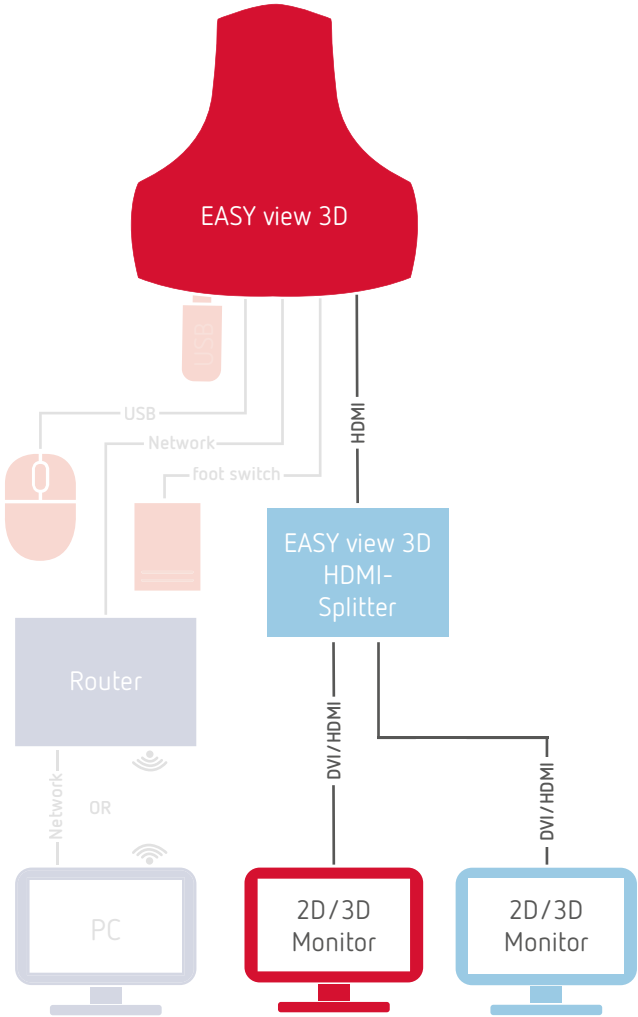 EASY view 3D
USB
USB
Network
foot switch
HDMI
EASY view 3D
HDMI-
Splitter
Router
DVI/HDMI
DVI/HDMI
Network
OR
PC
2D/3D
Monitor
2D/3D
Monitor